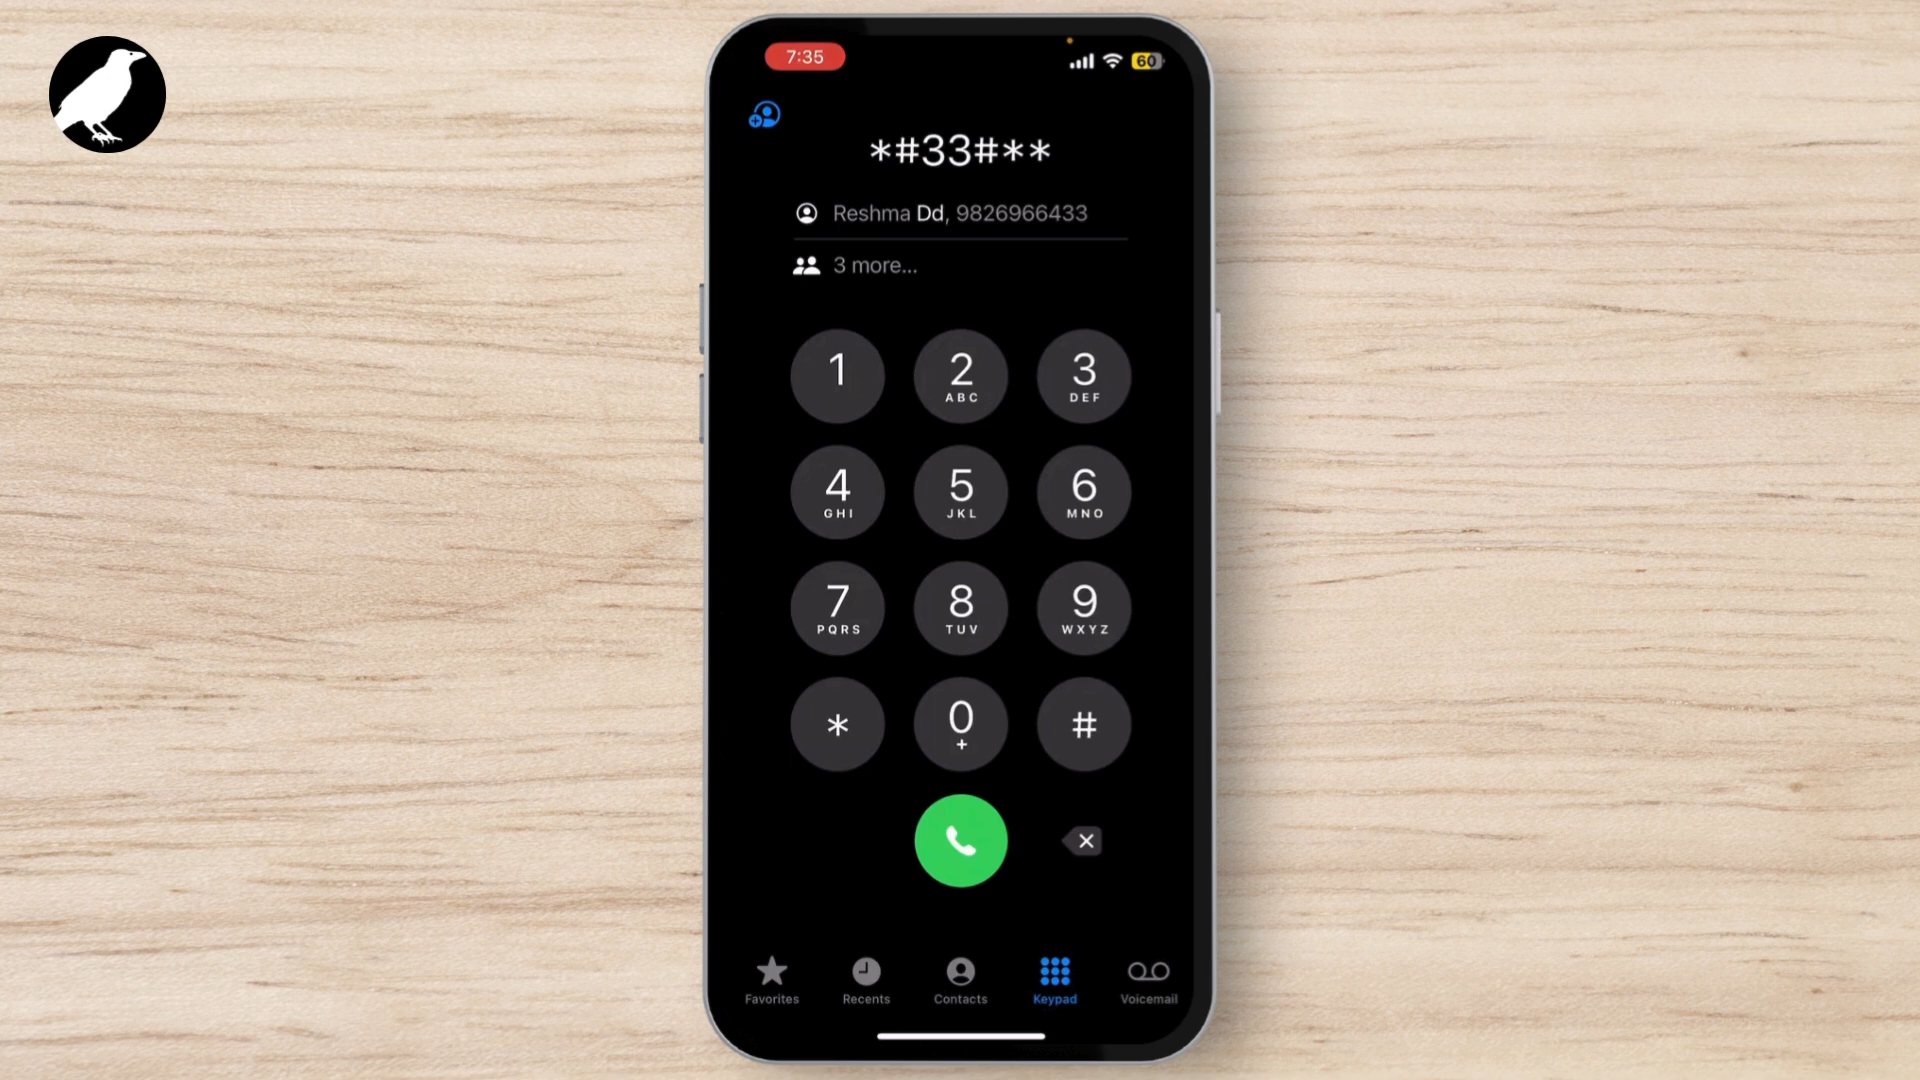 7:35
60
*#33#**
Reshma Dd, 9826966433
3 more...
1
2
ABC
3
DEF
4
GHI
5
JKL
6
MNO
7
PQRS
8
TUV
9
WXYZ
*
0
+
#
Favorites
Recents
Contacts
Keypad
Voicemail